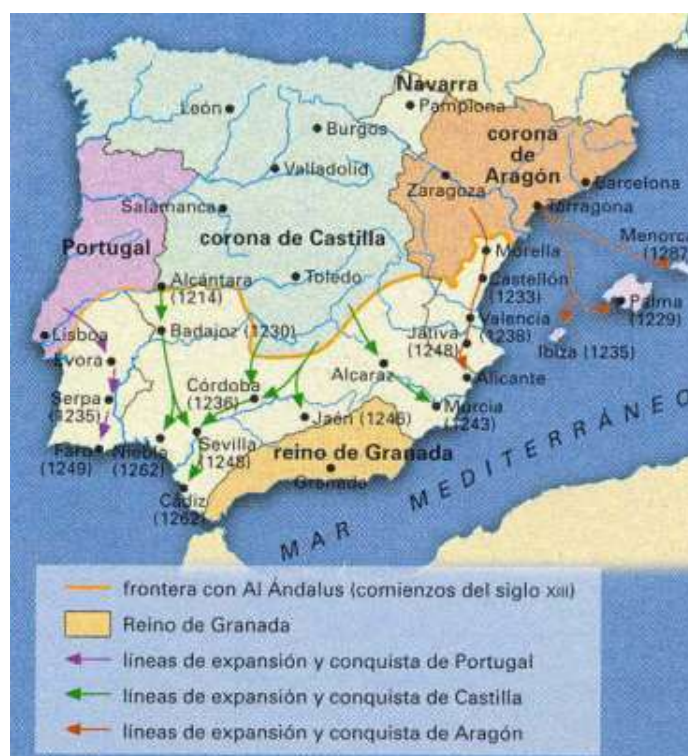 Navarra
Pamplona
León
Burgos
corona
de
Aragón
Valladolid
Zaragoza
Barcelona
Tarragona
Salamanca
Portugal
corona de Castilla
Morella
Menorca
(1287)
Alcántara
(1214)
Toledo
Castellón
(1233)
Palma
(1229)
Lisboa
Badajoz (1230)
Valencia
(1238)
Játiva
(1248)
Ibiza (1235)
Evora
Alcaraz
Alicante
Serpa
(1235)
Córdoba
(1236)
Jaén (1246)
Murcia
(1243)
Faro
(1249)
Niebla
(1262)
Sevilla
(1248)
reino de Granada
Granada
Cádiz
(1262)
MAR MEDITERRÁNEO
frontera con Al Ándalus (comienzos del siglo XIII)
Reino de Granada
líneas de expansión y conquista de Portugal
líneas de expansión y conquista de Castilla
líneas de expansión y conquista de Aragón